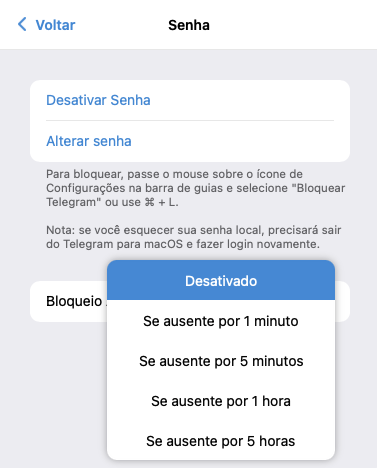 Voltar
Senha
Desativar Senha
Alterar senha
Para bloquear, passe o mouse sobre o ícone de
Configurações na barra de guias e selecione "Bloquear
Telegram" ou use ⌘ + L.
Nota: se você esquecer sua senha local, precisará sair
do Telegram para macOS e fazer login novamente.
Bloqueio
Desativado
Se ausente por 1 minuto
Se ausente por 5 minutos
Se ausente por 1 hora
Se ausente por 5 horas